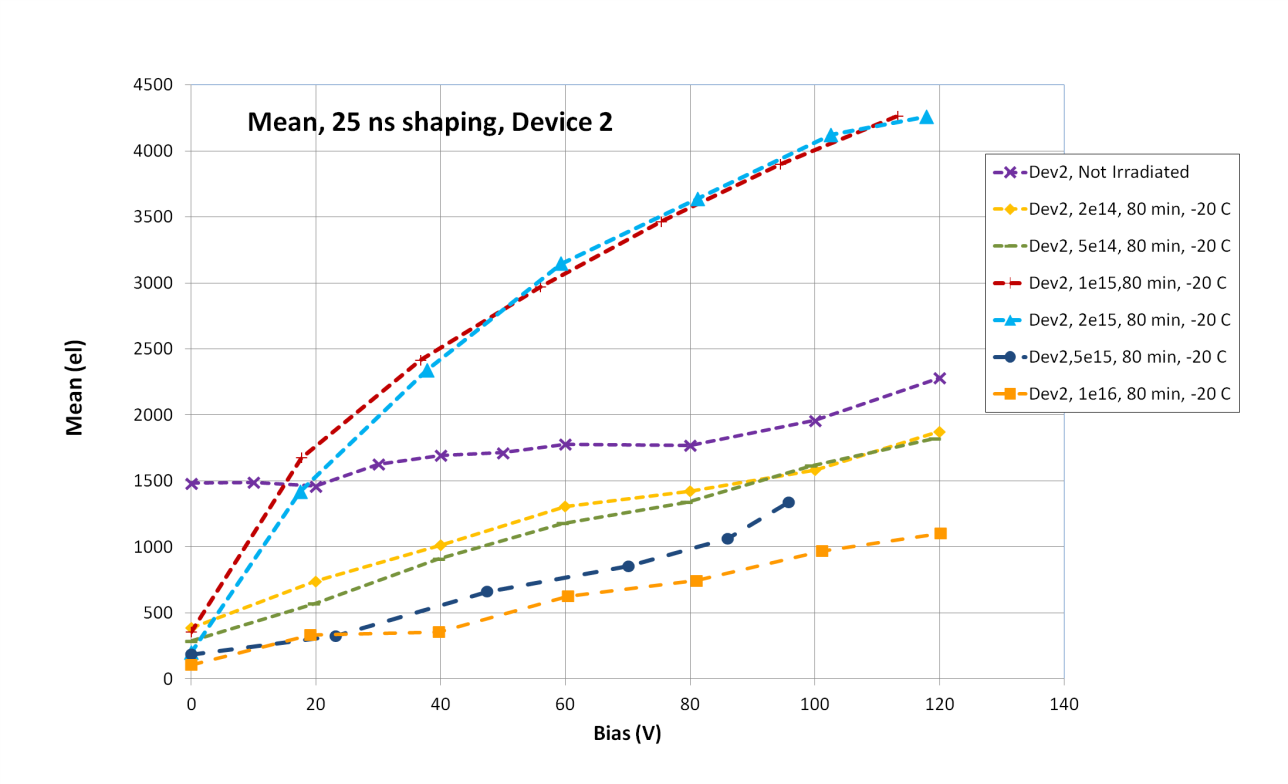 Mean, 25 ns shaping, Device 2
Mean (el)
4500
4000
3500
3000
2500
2000
1500
1000
500
0
0 20 40 60 80 100 120 140
Bias (V)
Dev2, Not Irradiated
Dev2, 2e14, 80 min, -20 C
Dev2, 5e14, 80 min, -20 C
Dev2, 1e15,80 min, -20 C
Dev2, 2e15, 80 min, -20 C
Dev2,5e15, 80 min, -20 C
Dev2, 1e16, 80 min, -20 C